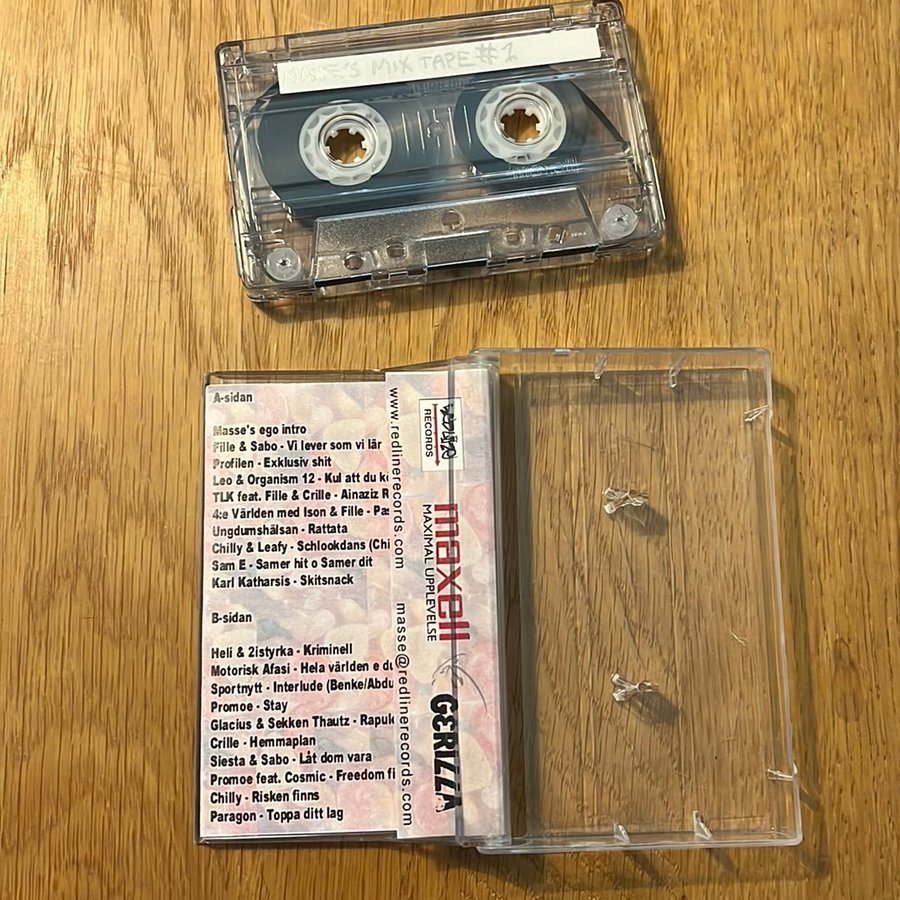 MASSE'S MIX TAPE #1
A-sidan
Masse's ego intro
Fille & Sabo - Vi lever som vi lär
Profilen - Exklusiv shit
Leo & Organism 12 - Kul att du
TLK feat. Fille & Crille - Ainaziz
4:e Världen med Ison & Fille -
Ungdumshälsan - Rattata
Chilly & Leafy - Schlookdans (Chi
Sam E - Samer hit o Samer dit
Karl Katharsis - Skitsnack
B-sidan
Heli & 2istyrka - Kriminell
Motorisk Afasi - Hela världen e
Sportnytt - Interlude (Benke/Abdu
Promoe - Stay
Glacius & Sekken Thautz -
Crille - Hemmaplan
Siesta & Sabo - Låt dom vara
Promoe feat. Cosmic - Freedom
Chilly - Risken finns
Paragon - Toppa ditt lag
www.redlinerecords.com
masse@redlinerecords.com
RECORDS
maxell
MAXIMAL UPPLEVELSE
GERIZZA